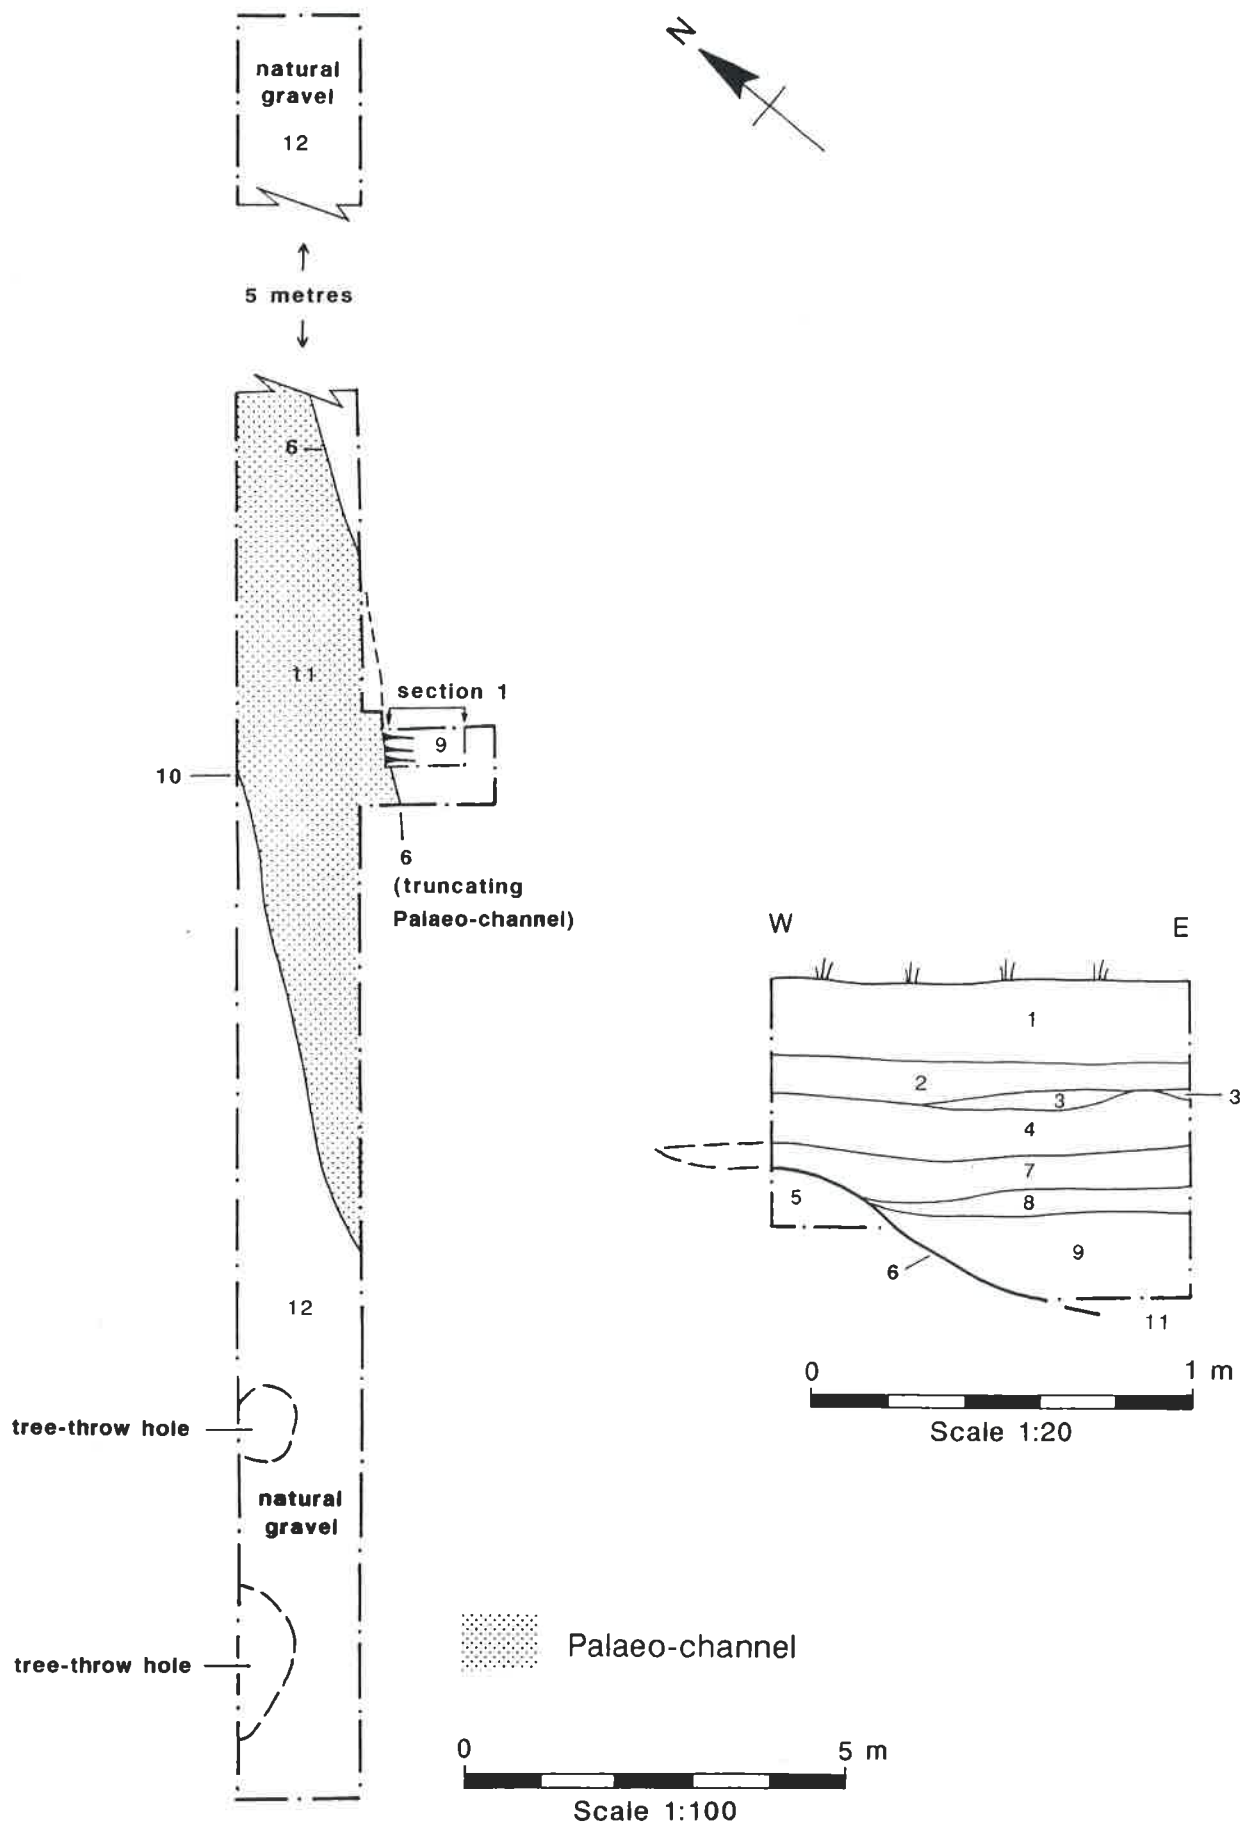 N
natural
gravel
12
5 metres
6
11
section 1
9
10
6
(truncating
Palaeo-channel)
W
E
1
2
3
3
4
7
5
8
9
6
11
0
1 m
Scale 1:20
12
tree-throw hole
natural
gravel
tree-throw hole
Palaeo-channel
0
5 m
Scale 1:100